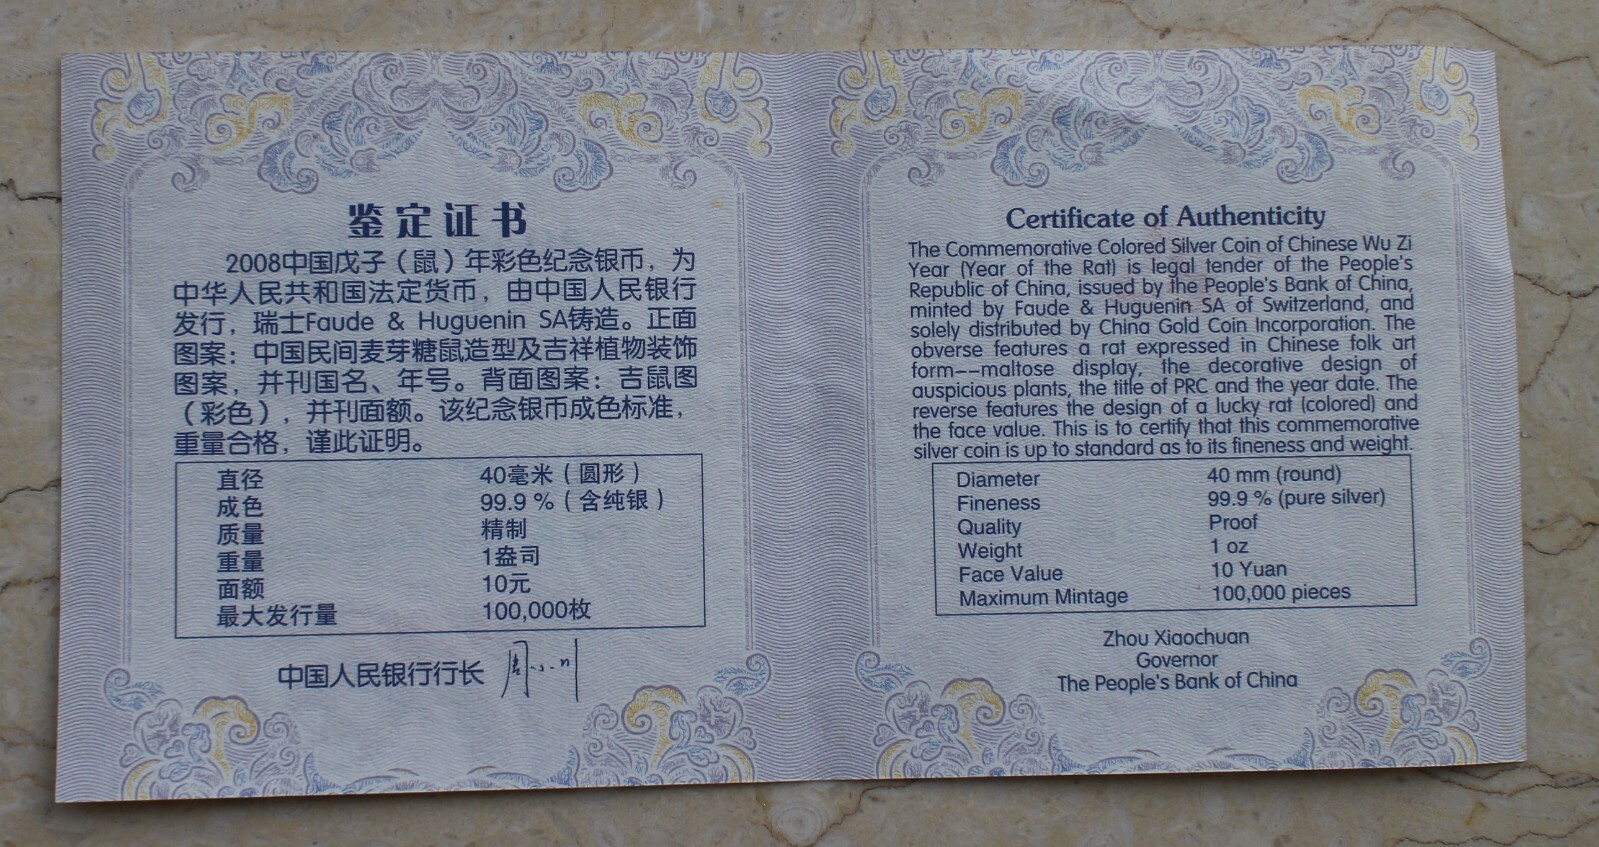 鉴定证书
2008中国戊子（鼠）年彩色纪念银币，为
中华人民共和国法定货币，由中国人民银行
发行，瑞士Faude & Huguenin SA铸造。正面
图案：中国民间麦芽糖鼠造型及吉祥植物装饰
图案，并刊国名、年号。背面图案：吉鼠图
（彩色），并刊面额。该纪念银币成色标准，
重量合格，谨此证明。
直径 40毫米（圆形）
成色 99.9 %（含纯银）
质量 精制
重量 1盎司
面额 10元
最大发行量 100,000枚
中国人民银行行长 周小川
Certificate of Authenticity
The Commemorative Colored Silver Coin of Chinese Wu Zi
Year (Year of the Rat) is legal tender of the People's
Republic of China, issued by the People's Bank of China,
minted by Faude & Huguenin SA of Switzerland, and
solely distributed by China Gold Coin Incorporation. The
obverse features a rat expressed in Chinese folk art
form--maltose display, the decorative design of
auspicious plants, the title of PRC and the year date. The
reverse features the design of a lucky rat (colored) and
the face value. This is to certify that this commemorative
silver coin is up to standard as to its fineness and weight.
Diameter 40 mm (round)
Fineness 99.9 % (pure silver)
Quality Proof
Weight 1 oz
Face Value 10 Yuan
Maximum Mintage 100,000 pieces
Zhou Xiaochuan
Governor
The People's Bank of China